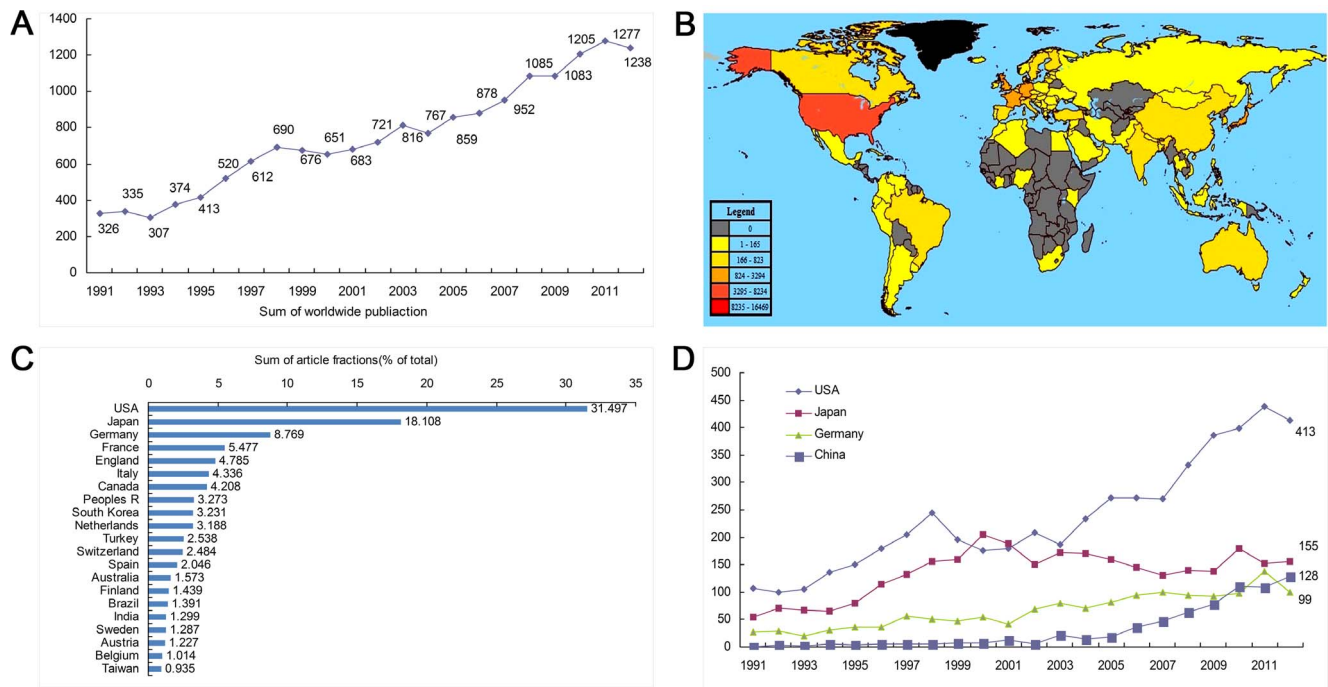 A
1400
1200
1000
800
600
400
200
0
326
335
307
374
413
520
612
690
676
651
683
721
816
767
859
878
952
1085
1083
1205
1277
1238
1991 1993 1995 1997 1999 2001 2003 2005 2007 2009 2011
Sum of worldwide publiaction
B
Legend
0
1 - 165
166 - 823
824 - 3294
3295 - 8234
8235 - 16469
C
Sum of article fractions(% of total)
0 5 10 15 20 25 30 35
USA 31.497
Japan 18.108
Germany 8.769
France 5.477
England 4.785
Italy 4.336
Canada 4.208
Peoples R 3.273
South Korea 3.231
Netherlands 3.188
Turkey 2.538
Switzerland 2.484
Spain 2.046
Australia 1.573
Finland 1.439
Brazil 1.391
India 1.299
Sweden 1.287
Austria 1.227
Belgium 1.014
Taiwan 0.935
D
500
450
400
350
300
250
200
150
100
50
0
USA
Japan
Germany
China
413
155
128
99
1991 1993 1995 1997 1999 2001 2003 2005 2007 2009 2011